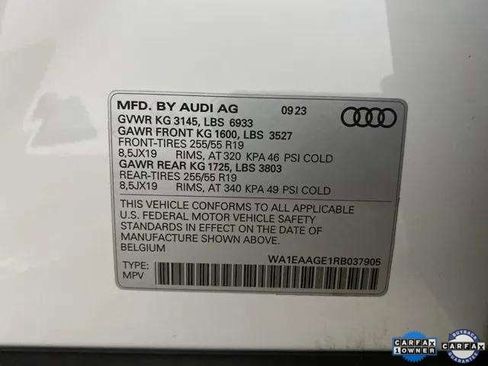 MFD. BY AUDI AG 09 23
GVWR KG 3145, LBS 6933
GAWR FRONT KG 1600, LBS 3527
FRONT-TIRES 255/55 R19
8,5JX19 RIMS, AT 320 KPA 46 PSI COLD
GAWR REAR KG 1725, LBS 3803
REAR-TIRES 255/55 R19
8,5JX19 RIMS, AT 340 KPA 49 PSI COLD
THIS VEHICLE CONFORMS TO ALL APPLICABLE
U.S. FEDERAL MOTOR VEHICLE SAFETY
STANDARDS IN EFFECT ON DATE OF
MANUFACTURE SHOWN ABOVE.
BELGIUM
WA1EAAGE1RB037905
TYPE:
MPV
CARFAX
1 OWNER
BUYBACK
CARFAX
GUARANTEE